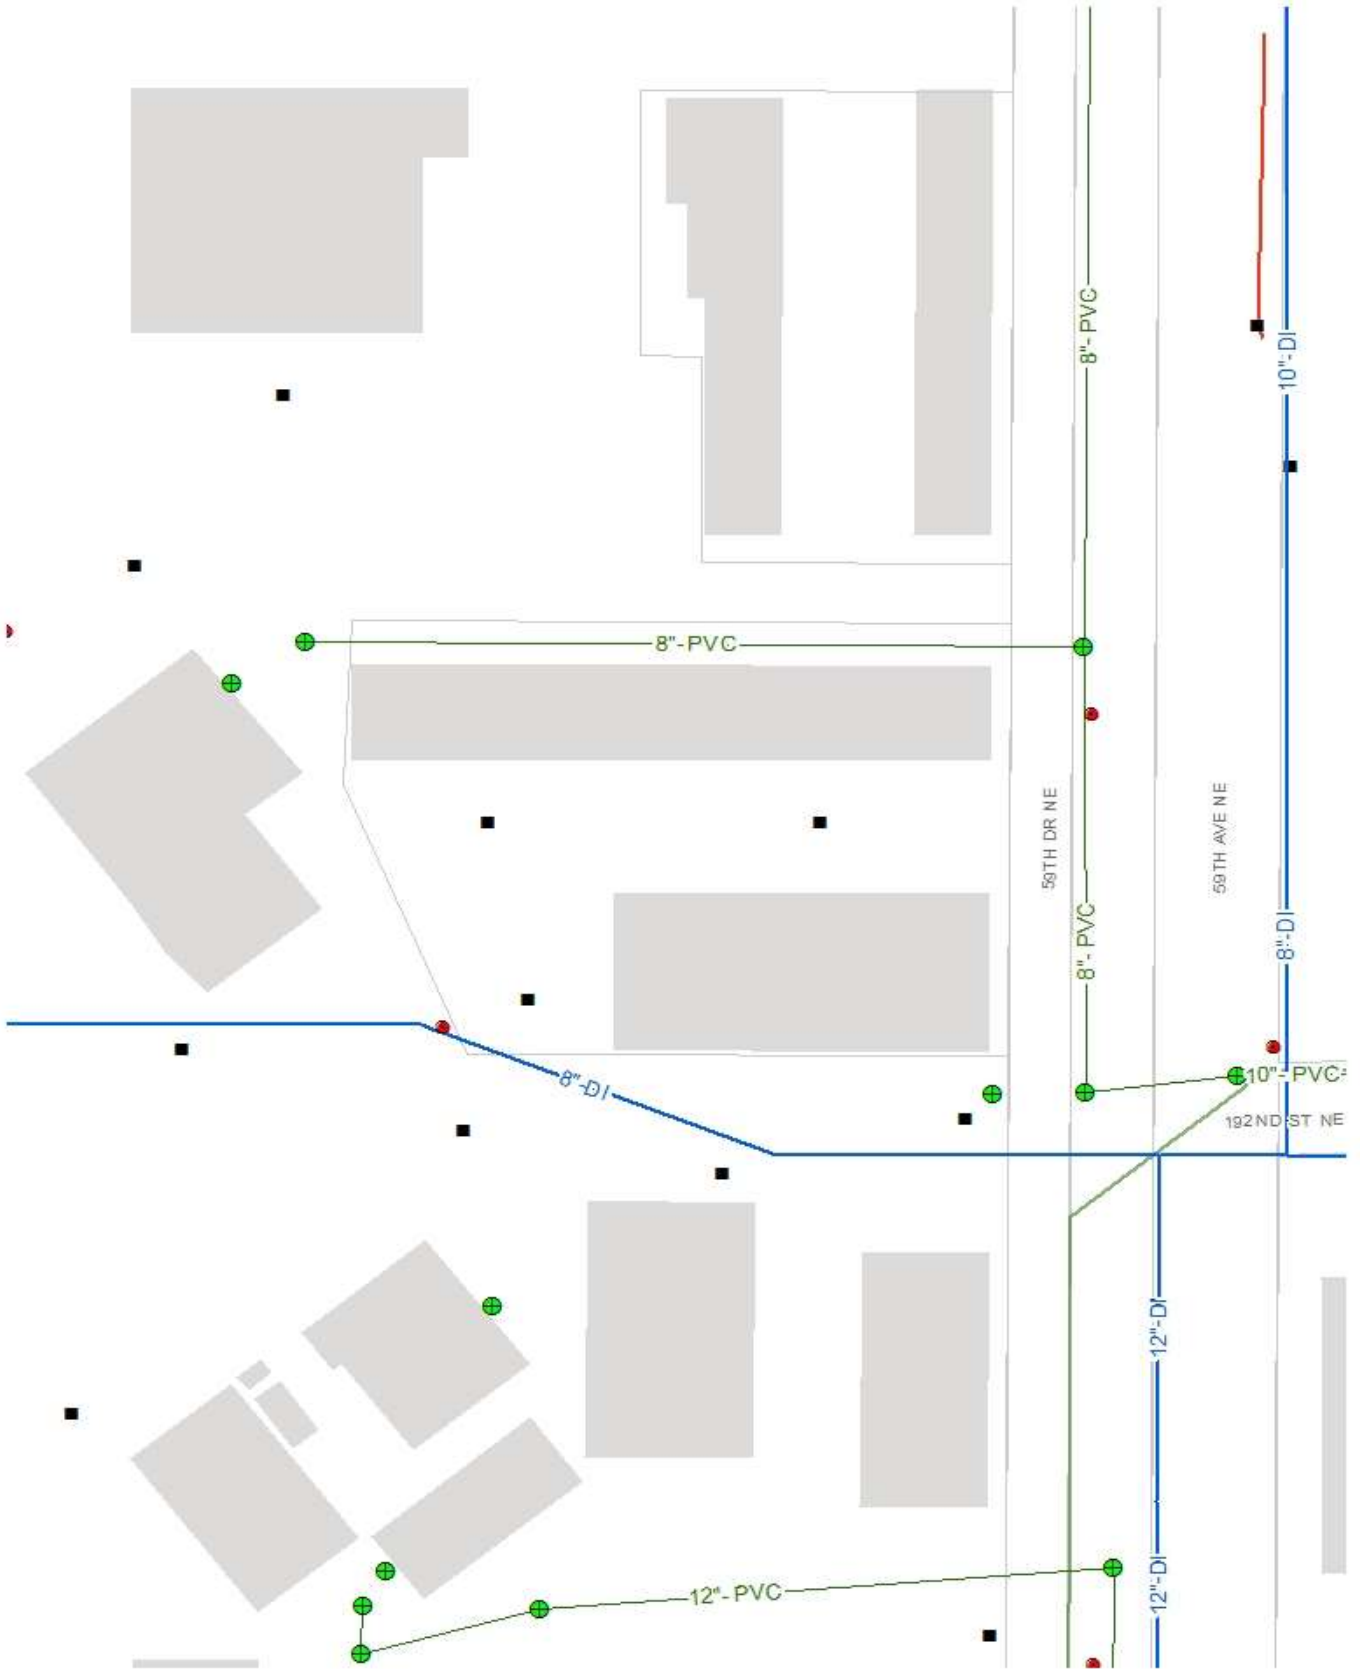 8"- PVC
10"-DI
8"-PVC
59TH DR NE
59TH AVE NE
8"- PVC
8"-DI
8"-DI
10"- PVC
192ND ST NE
12"-DI
12"-DI
12"- PVC